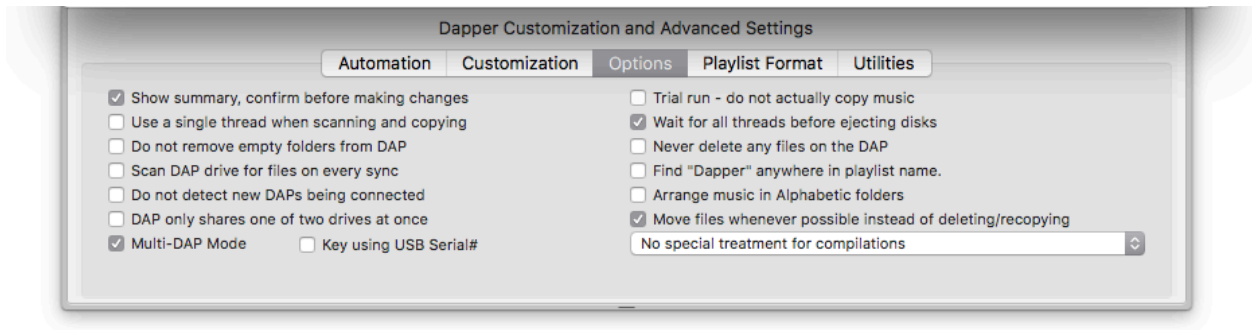 Dapper Customization and Advanced Settings
Automation Customization Options Playlist Format Utilities
Show summary, confirm before making changes
Use a single thread when scanning and copying
Do not remove empty folders from DAP
Scan DAP drive for files on every sync
Do not detect new DAPs being connected
DAP only shares one of two drives at once
Multi-DAP Mode Key using USB Serial#
Trial run - do not actually copy music
Wait for all threads before ejecting disks
Never delete any files on the DAP
Find "Dapper" anywhere in playlist name.
Arrange music in Alphabetic folders
Move files whenever possible instead of deleting/recopying
No special treatment for compilations